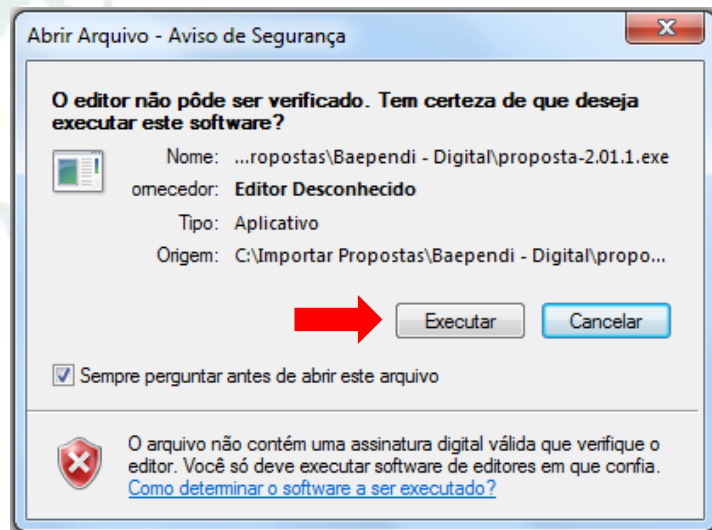 Abrir Arquivo - Aviso de Segurança
O editor não pôde ser verificado. Tem certeza de que deseja
executar este software?
Nome: ...ropostas\Baependi - Digital\proposta-2.01.1.exe
ornecedor: Editor Desconhecido
Tipo: Aplicativo
Origem: C:\Importar Propostas\Baependi - Digital\propo...
Executar Cancelar
Sempre perguntar antes de abrir este arquivo
O arquivo não contém uma assinatura digital válida que verifique o
editor. Você só deve executar software de editores em que confia.
Como determinar o software a ser executado?